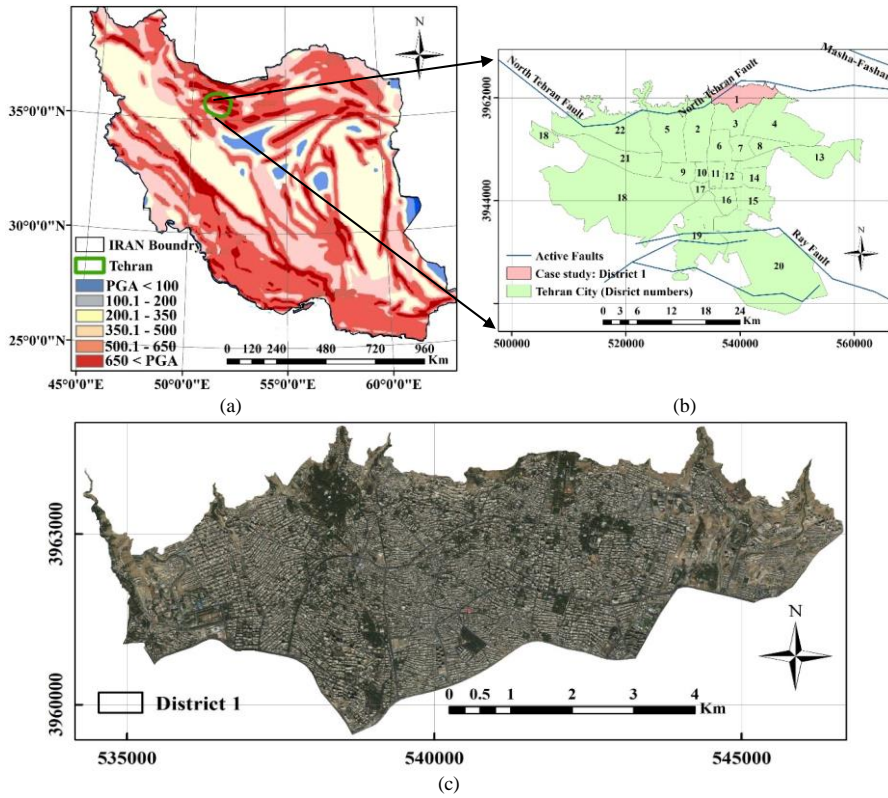 N
35°0'0"N
30°0'0"N
25°0'0"N
IRAN Boundry
Tehran
PGA < 100
100.1 - 200
200.1 - 350
350.1 - 500
500.1 - 650
650 < PGA
0 120 240 480 720 960
Km
45°0'0"E 50°0'0"E 55°0'0"E 60°0'0"E
(a)
N
3962000
3944000
North Tehran Fault
North Tehran Fault
Masha-Fasham
1
2
3
4
5
6
7
8
9
10
11
12
13
14
15
16
17
18
18
19
20
21
22
Ray Fault
Active Faults
Case study: District 1
Tehran City (District numbers)
0 3 6 12 18 24
Km
500000 520000 540000 560000
(b)
3963000
3960000
N
District 1
0 0.5 1 2 3 4
Km
535000 540000 545000
(c)